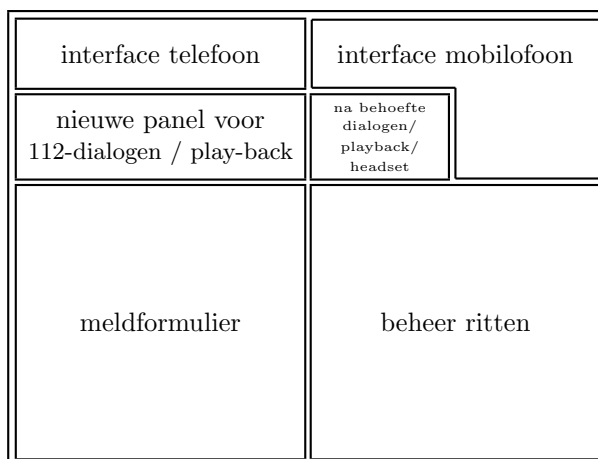 interface telefoon
interface mobilofoon
nieuwe panel voor
112-dialogen / play-back
na behoefte
dialogen/
playback/
headset
meldformulier
beheer ritten